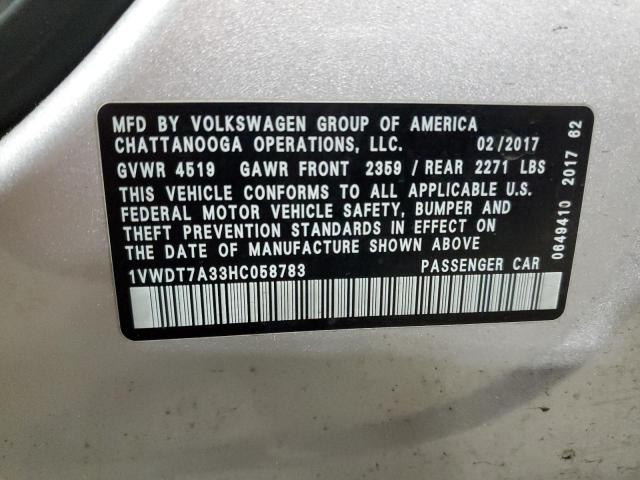 MFD BY VOLKSWAGEN GROUP OF AMERICA
CHATTANOOGA OPERATIONS, LLC. 02/2017
GVWR 4519 GAWR FRONT 2359 / REAR 2271 LBS
THIS VEHICLE CONFORMS TO ALL APPLICABLE U.S.
FEDERAL MOTOR VEHICLE SAFETY, BUMPER AND
THEFT PREVENTION STANDARDS IN EFFECT ON
THE DATE OF MANUFACTURE SHOWN ABOVE
1VWDT7A33HC058783 PASSENGER CAR
0649410 2017 62